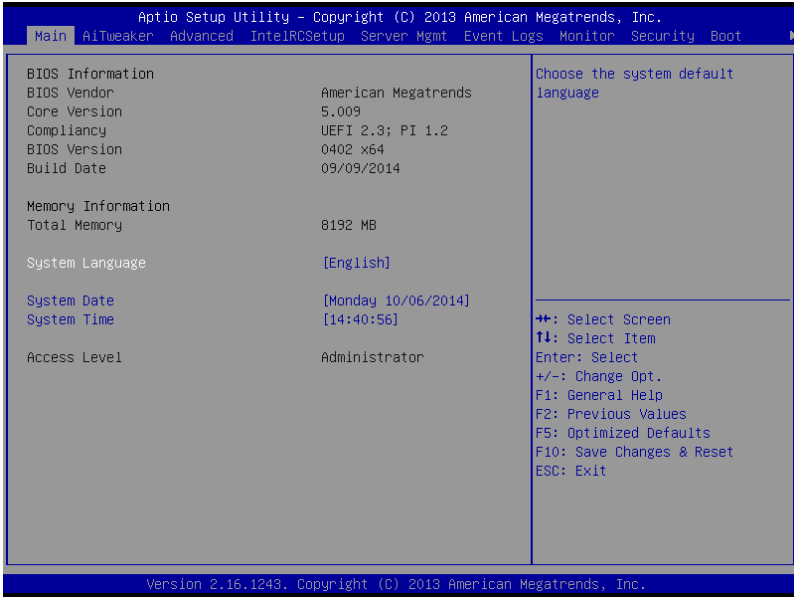 Aptio Setup Utility – Copyright (C) 2013 American Megatrends, Inc.
Main AiTweaker Advanced IntelRCSetup Server Mgmt Event Logs Monitor Security Boot
BIOS Information
BIOS Vendor American Megatrends
Core Version 5.009
Compliancy UEFI 2.3; PI 1.2
BIOS Version 0402 x64
Build Date 09/09/2014
Memory Information
Total Memory 8192 MB
System Language [English]
System Date [Monday 10/06/2014]
System Time [14:40:56]
Access Level Administrator
Choose the system default
language
→←: Select Screen
↑↓: Select Item
Enter: Select
+/-: Change Opt.
F1: General Help
F2: Previous Values
F5: Optimized Defaults
F10: Save Changes & Reset
ESC: Exit
Version 2.16.1243. Copyright (C) 2013 American Megatrends, Inc.